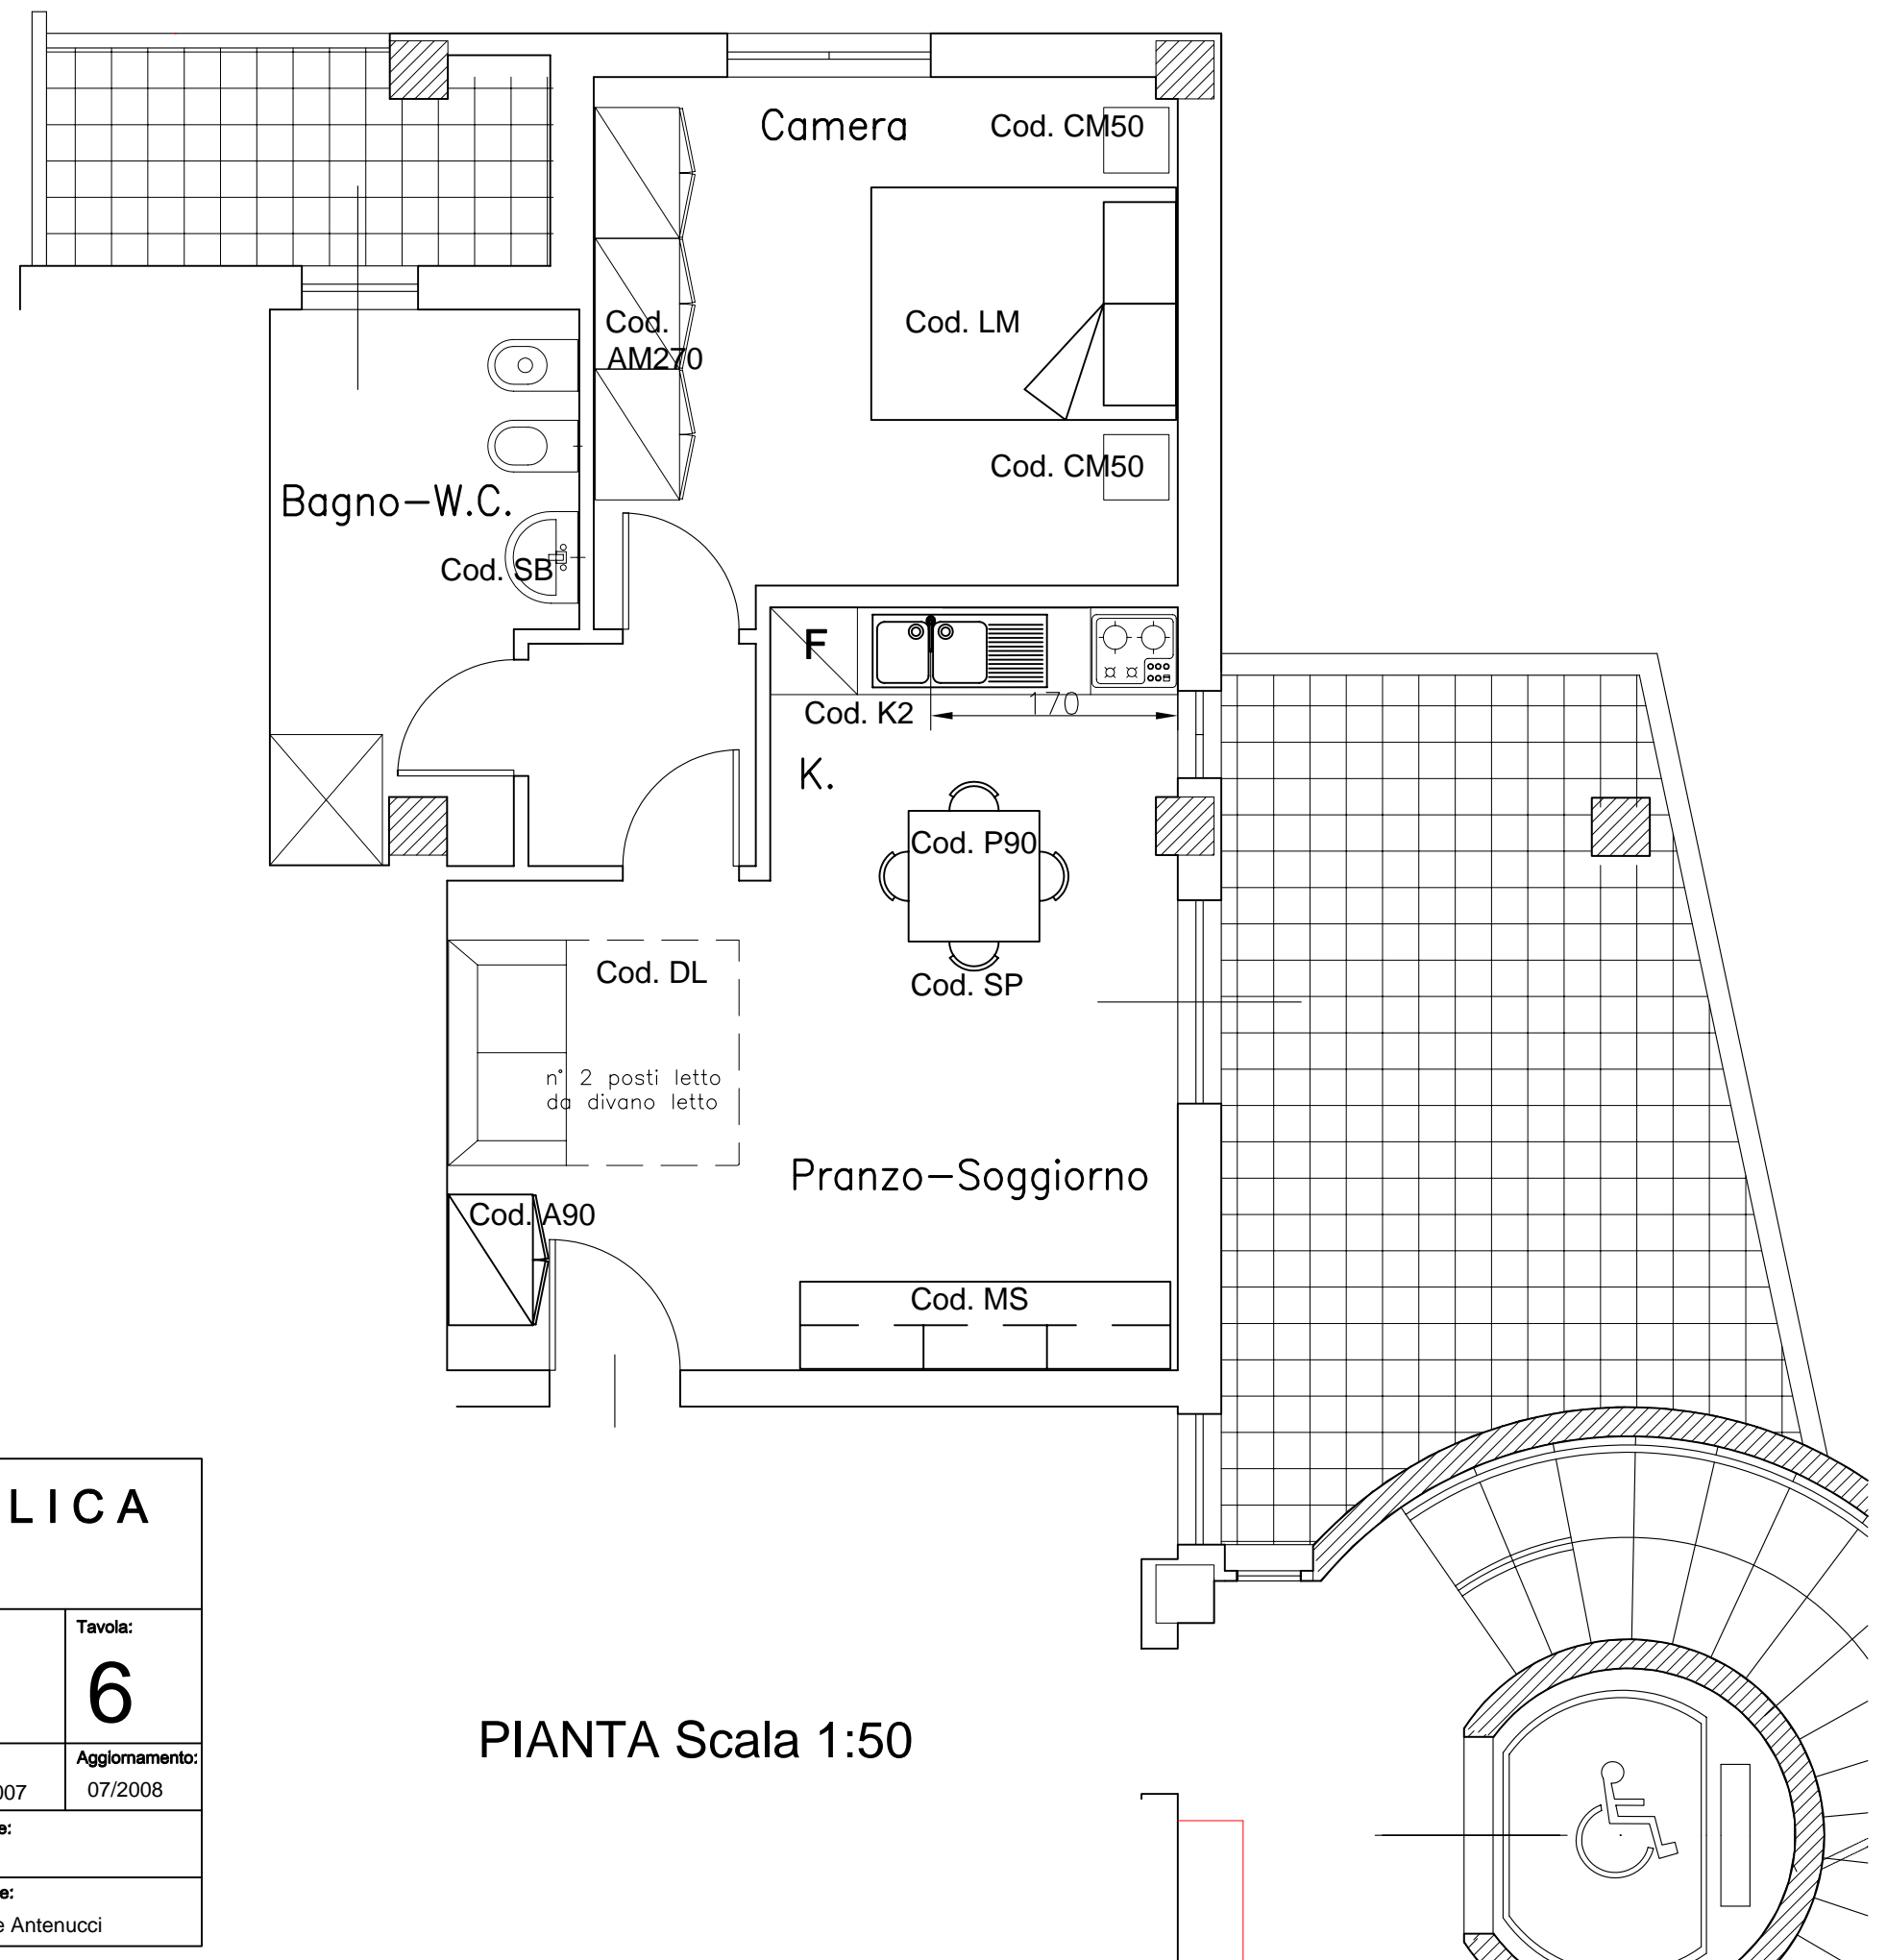 Camera
Cod. CM50
Cod.
AM270
Cod. LM
Cod. CM50
Bagno-W.C.
Cod. SB
F
Cod. K2
170
K.
Cod. P90
Cod. DL
Cod. SP
n° 2 posti letto
da divano letto
Pranzo-Soggiorno
Cod. A90
Cod. MS
LICA
Tavola:
6
Aggiornamento:
07/2008
Antenucci
PIANTA Scala 1:50